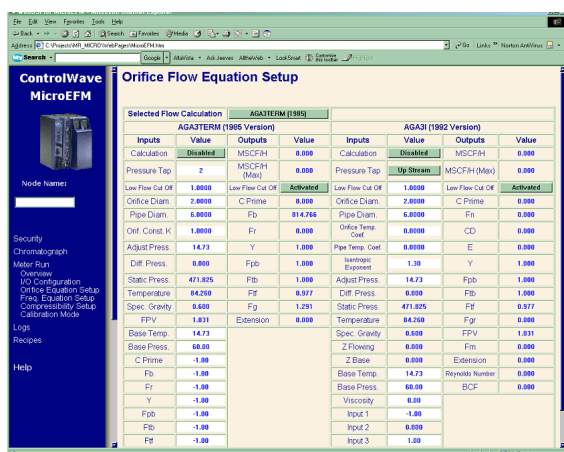 File Edit View Favorites Tools Help
Back Search Favorites Media
Address C:\Projects\MR_MICRO\WebPages\MicroEFM.htm Go Links Norton AntiVirus
Search Google AltaVista Ask Jeeves AlltheWeb LookSmart Customize this toolbar Highlight
ControlWave
MicroEFM
Node Name:
Security
Chromatograph
Meter Run
Overview
I/O Configuration
Orifice Equation Setup
Freq. Equation Setup
Compressibility Setup
Calibration Mode
Logs
Recipes
Help
Orifice Flow Equation Setup
Selected Flow Calculation AGA3TERM (1985)
AGA3TERM (1985 Version) AGA3I (1992 Version)
Inputs Value Outputs Value Inputs Value Outputs Value
Calculation Disabled MSCF/H 0.000 Calculation Disabled MSCF/H 0.000
Pressure Tap 2 MSCF/H (Max) 0.000 Pressure Tap Up Stream MSCF/H (Max) 0.000
Low Flow Cut Off 1.0000 Low Flow Cut Off Activated Low Flow Cut Off 1.0000 Low Flow Cut Off Activated
Orifice Diam. 2.0000 C Prime 0.000 Orifice Diam. 2.0000 C Prime 0.000
Pipe Diam. 6.0000 Fb 814.766 Pipe Diam. 6.0000 Fn 0.000
Orif. Const. K 1.0000 Fr 0.000 Orifice Temp. Coef. 0.0000 CD 0.000
Adjust Press. 14.73 Y 1.000 Pipe Temp. Coef. 0.0000 E 0.000
Diff. Press. 0.000 Fpb 1.000 Isentropic Exponent 1.30 Y 1.000
Static Press. 471.825 Ftb 1.000 Adjust Press. 14.73 Fpb 1.000
Temperature 84.260 Ftf 0.977 Diff. Press. 0.000 Ftb 1.000
Spec. Gravity 0.600 Fg 1.291 Static Press. 471.825 Ftf 0.977
FPV 1.031 Extension 0.000 Temperature 84.260 Fgr 0.000
Base Temp. 14.73 Spec. Gravity 0.600 FPV 1.031
Base Press. 60.00 Z Flowing 0.000 Fm 0.000
C Prime -1.00 Z Base 0.000 Extension 0.000
Fb -1.00 Base Temp. 14.73 Reynolds Number 0.000
Fr -1.00 Base Press. 60.00 BCF 0.000
Y -1.00 Viscosity 0.00
Fpb -1.00 Input 1 -1.00
Ftb -1.00 Input 2 0.000
Ftf -1.00 Input 3 1.00